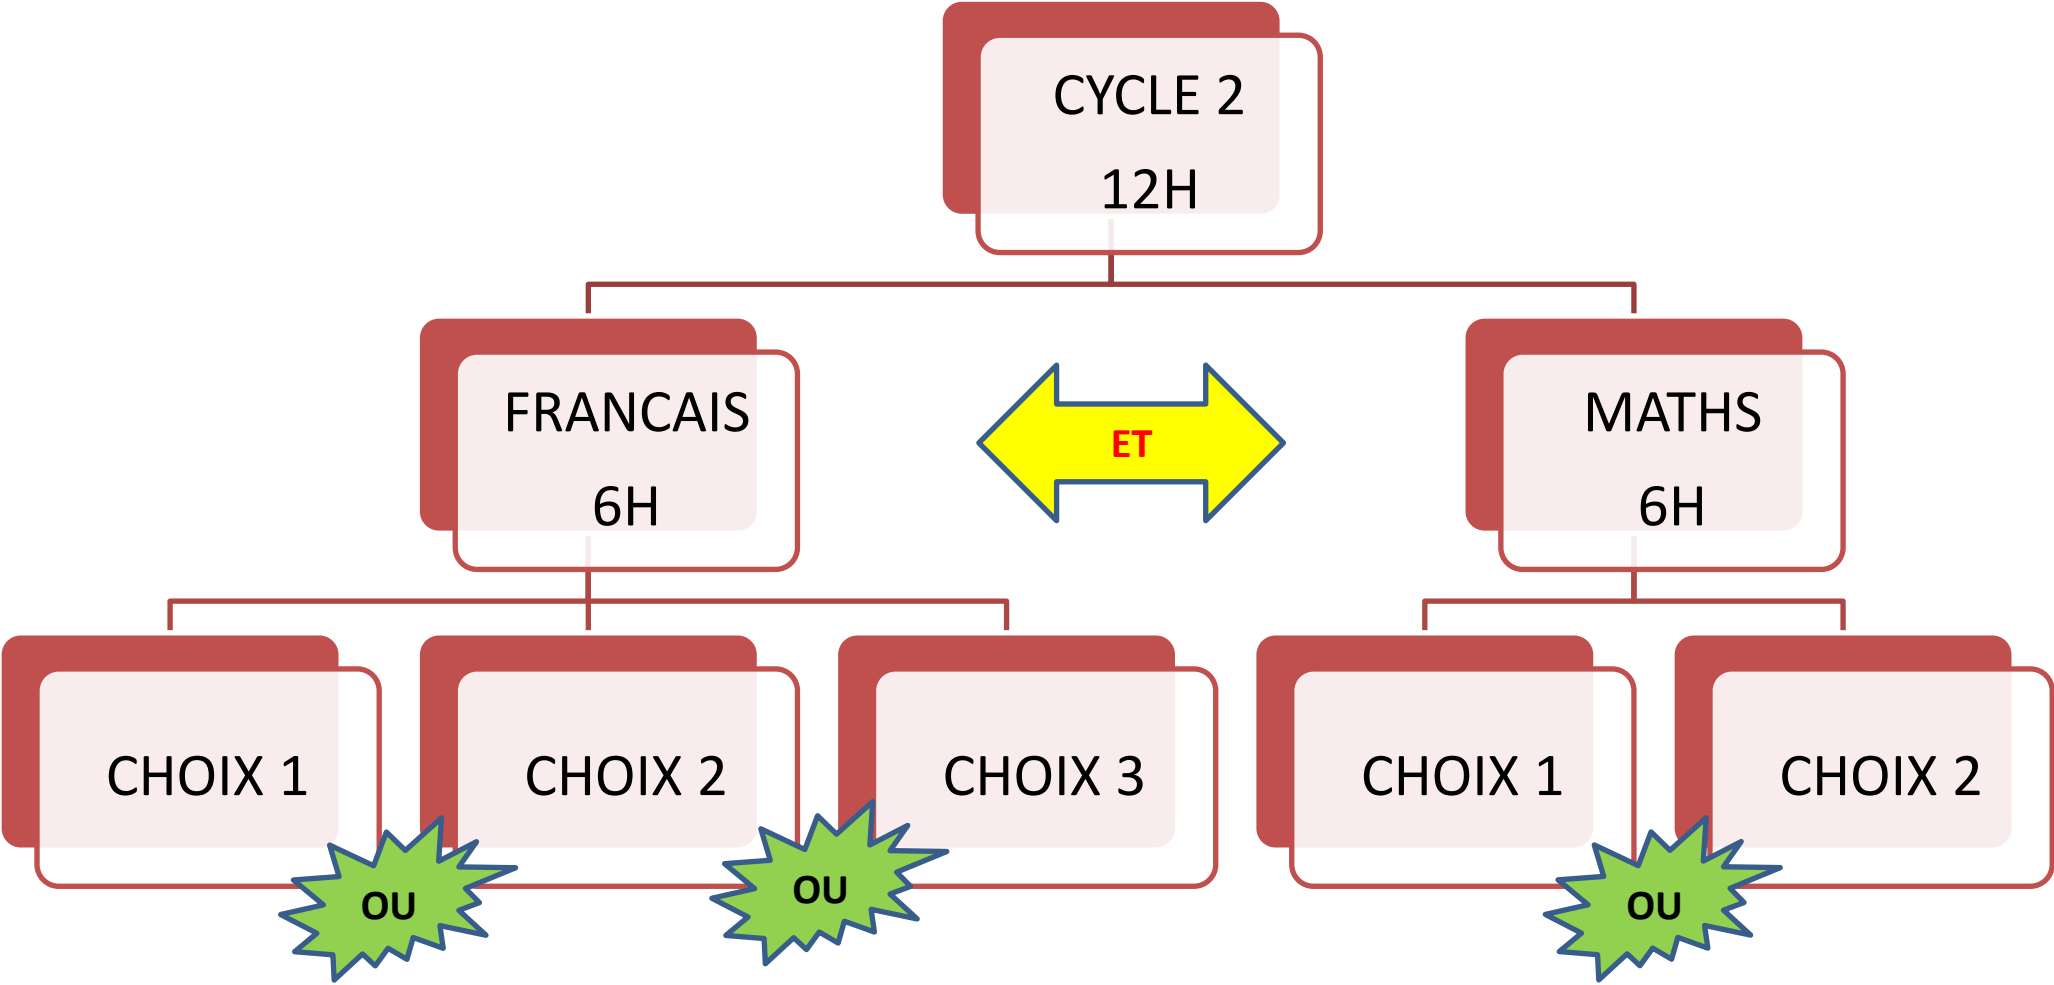 CYCLE 2
12H
FRANCAIS
6H
ET
MATHS
6H
CHOIX 1
OU
CHOIX 2
OU
CHOIX 3
CHOIX 1
OU
CHOIX 2